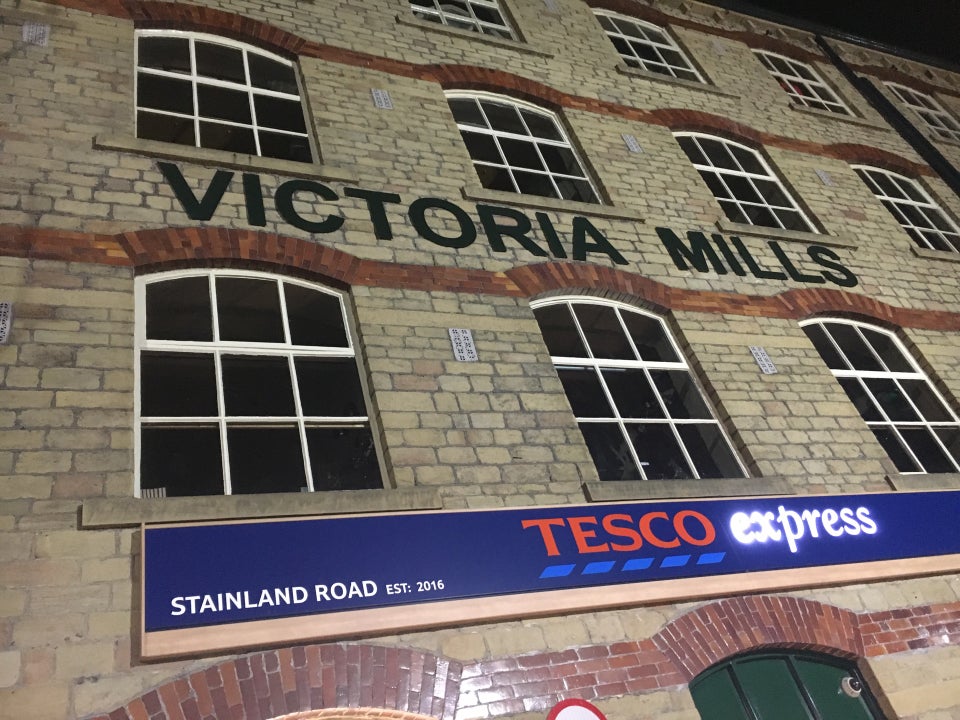 VICTORIA MILLS
TESCO express
STAINLAND ROAD EST: 2016